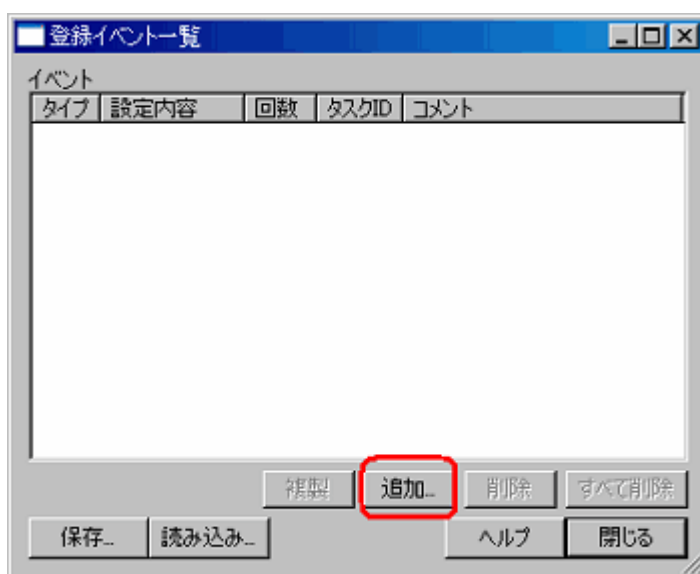 登録イベント一覧
イベント
タイプ 設定内容 回数 タスクID コメント
複製 追加... 削除 すべて削除
保存... 読み込み... ヘルプ 閉じる